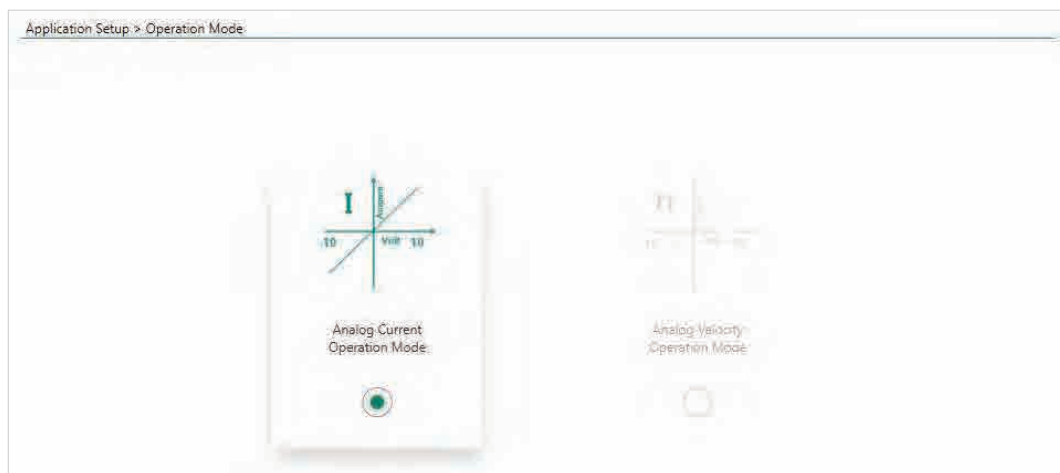 Application Setup > Operation Mode
I
Ampere
-10
Volt
10
Analog Current
Operation Mode
Analog Velocity
Operation Mode